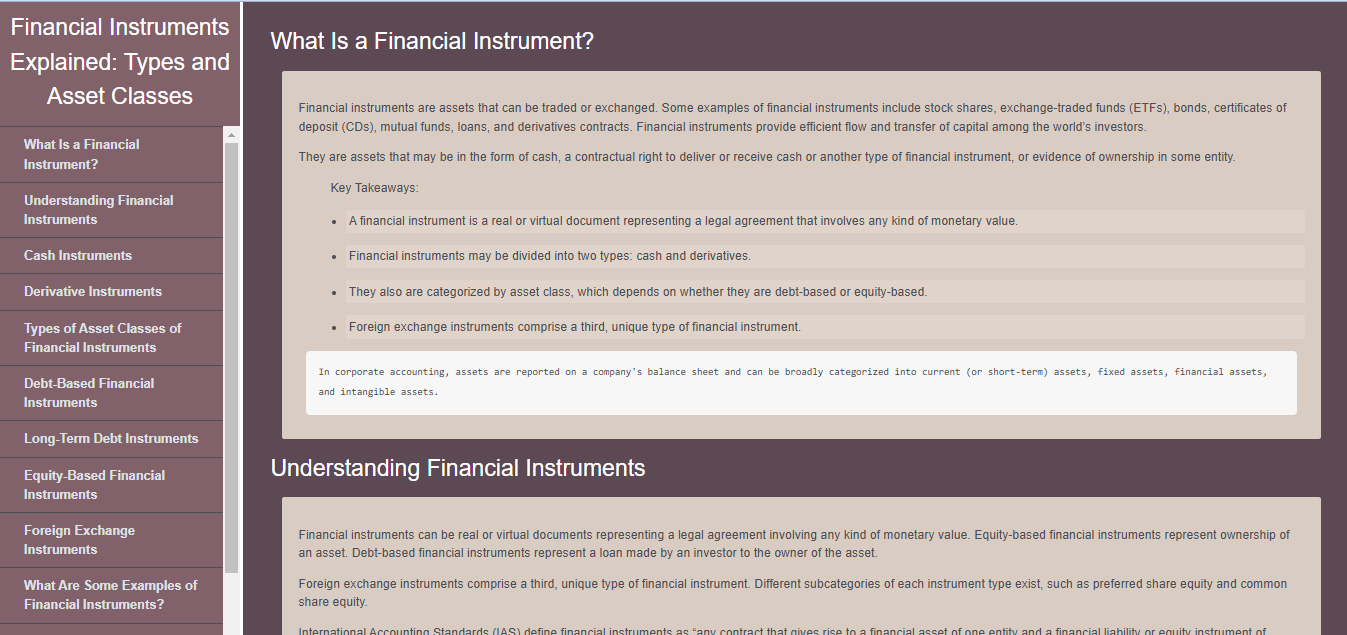 Financial Instruments
Explained: Types and
Asset Classes
What Is a Financial
Instrument?
Understanding Financial
Instruments
Cash Instruments
Derivative Instruments
Types of Asset Classes of
Financial Instruments
Debt-Based Financial
Instruments
Long-Term Debt Instruments
Equity-Based Financial
Instruments
Foreign Exchange
Instruments
What Are Some Examples of
Financial Instruments?
What Is a Financial Instrument?
Financial instruments are assets that can be traded or exchanged. Some examples of financial instruments include stock shares, exchange-traded funds (ETFs), bonds, certificates of
deposit (CDs), mutual funds, loans, and derivatives contracts. Financial instruments provide efficient flow and transfer of capital among the world's investors.
They are assets that may be in the form of cash, a contractual right to deliver or receive cash or another type of financial instrument, or evidence of ownership in some entity.
Key Takeaways:
• A financial instrument is a real or virtual document representing a legal agreement that involves any kind of monetary value.
• Financial instruments may be divided into two types: cash and derivatives.
• They also are categorized by asset class, which depends on whether they are debt-based or equity-based.
• Foreign exchange instruments comprise a third, unique type of financial instrument.
In corporate accounting, assets are reported on a company's balance sheet and can be broadly categorized into current (or short-term) assets, fixed assets, financial assets,
and intangible assets.
Understanding Financial Instruments
Financial instruments can be real or virtual documents representing a legal agreement involving any kind of monetary value. Equity-based financial instruments represent ownership of
an asset. Debt-based financial instruments represent a loan made by an investor to the owner of the asset.
Foreign exchange instruments comprise a third, unique type of financial instrument. Different subcategories of each instrument type exist, such as preferred share equity and common
share equity.
International Accounting Standards (IAS) define financial instruments as "any contract that gives rise to a financial asset of one entity and a financial liability or equity instrument of